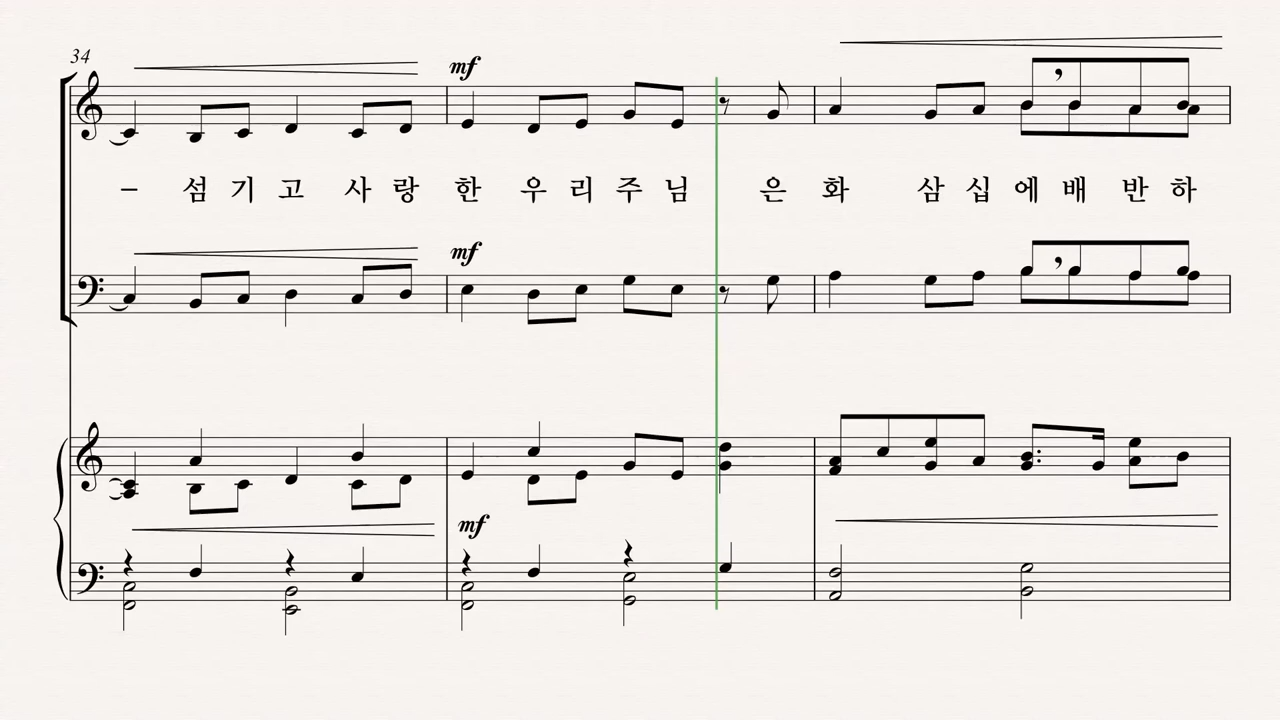 34
mf
– 섬 기 고 사 랑 한 우 리 주 님 은 화 삼 십 에 배 반 하
mf
mf